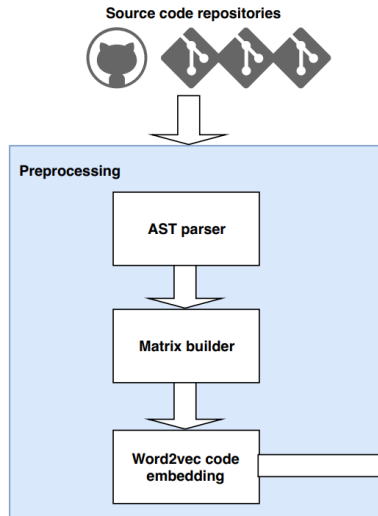 Source code repositories
Preprocessing
AST parser
Matrix builder
Word2vec code
embedding